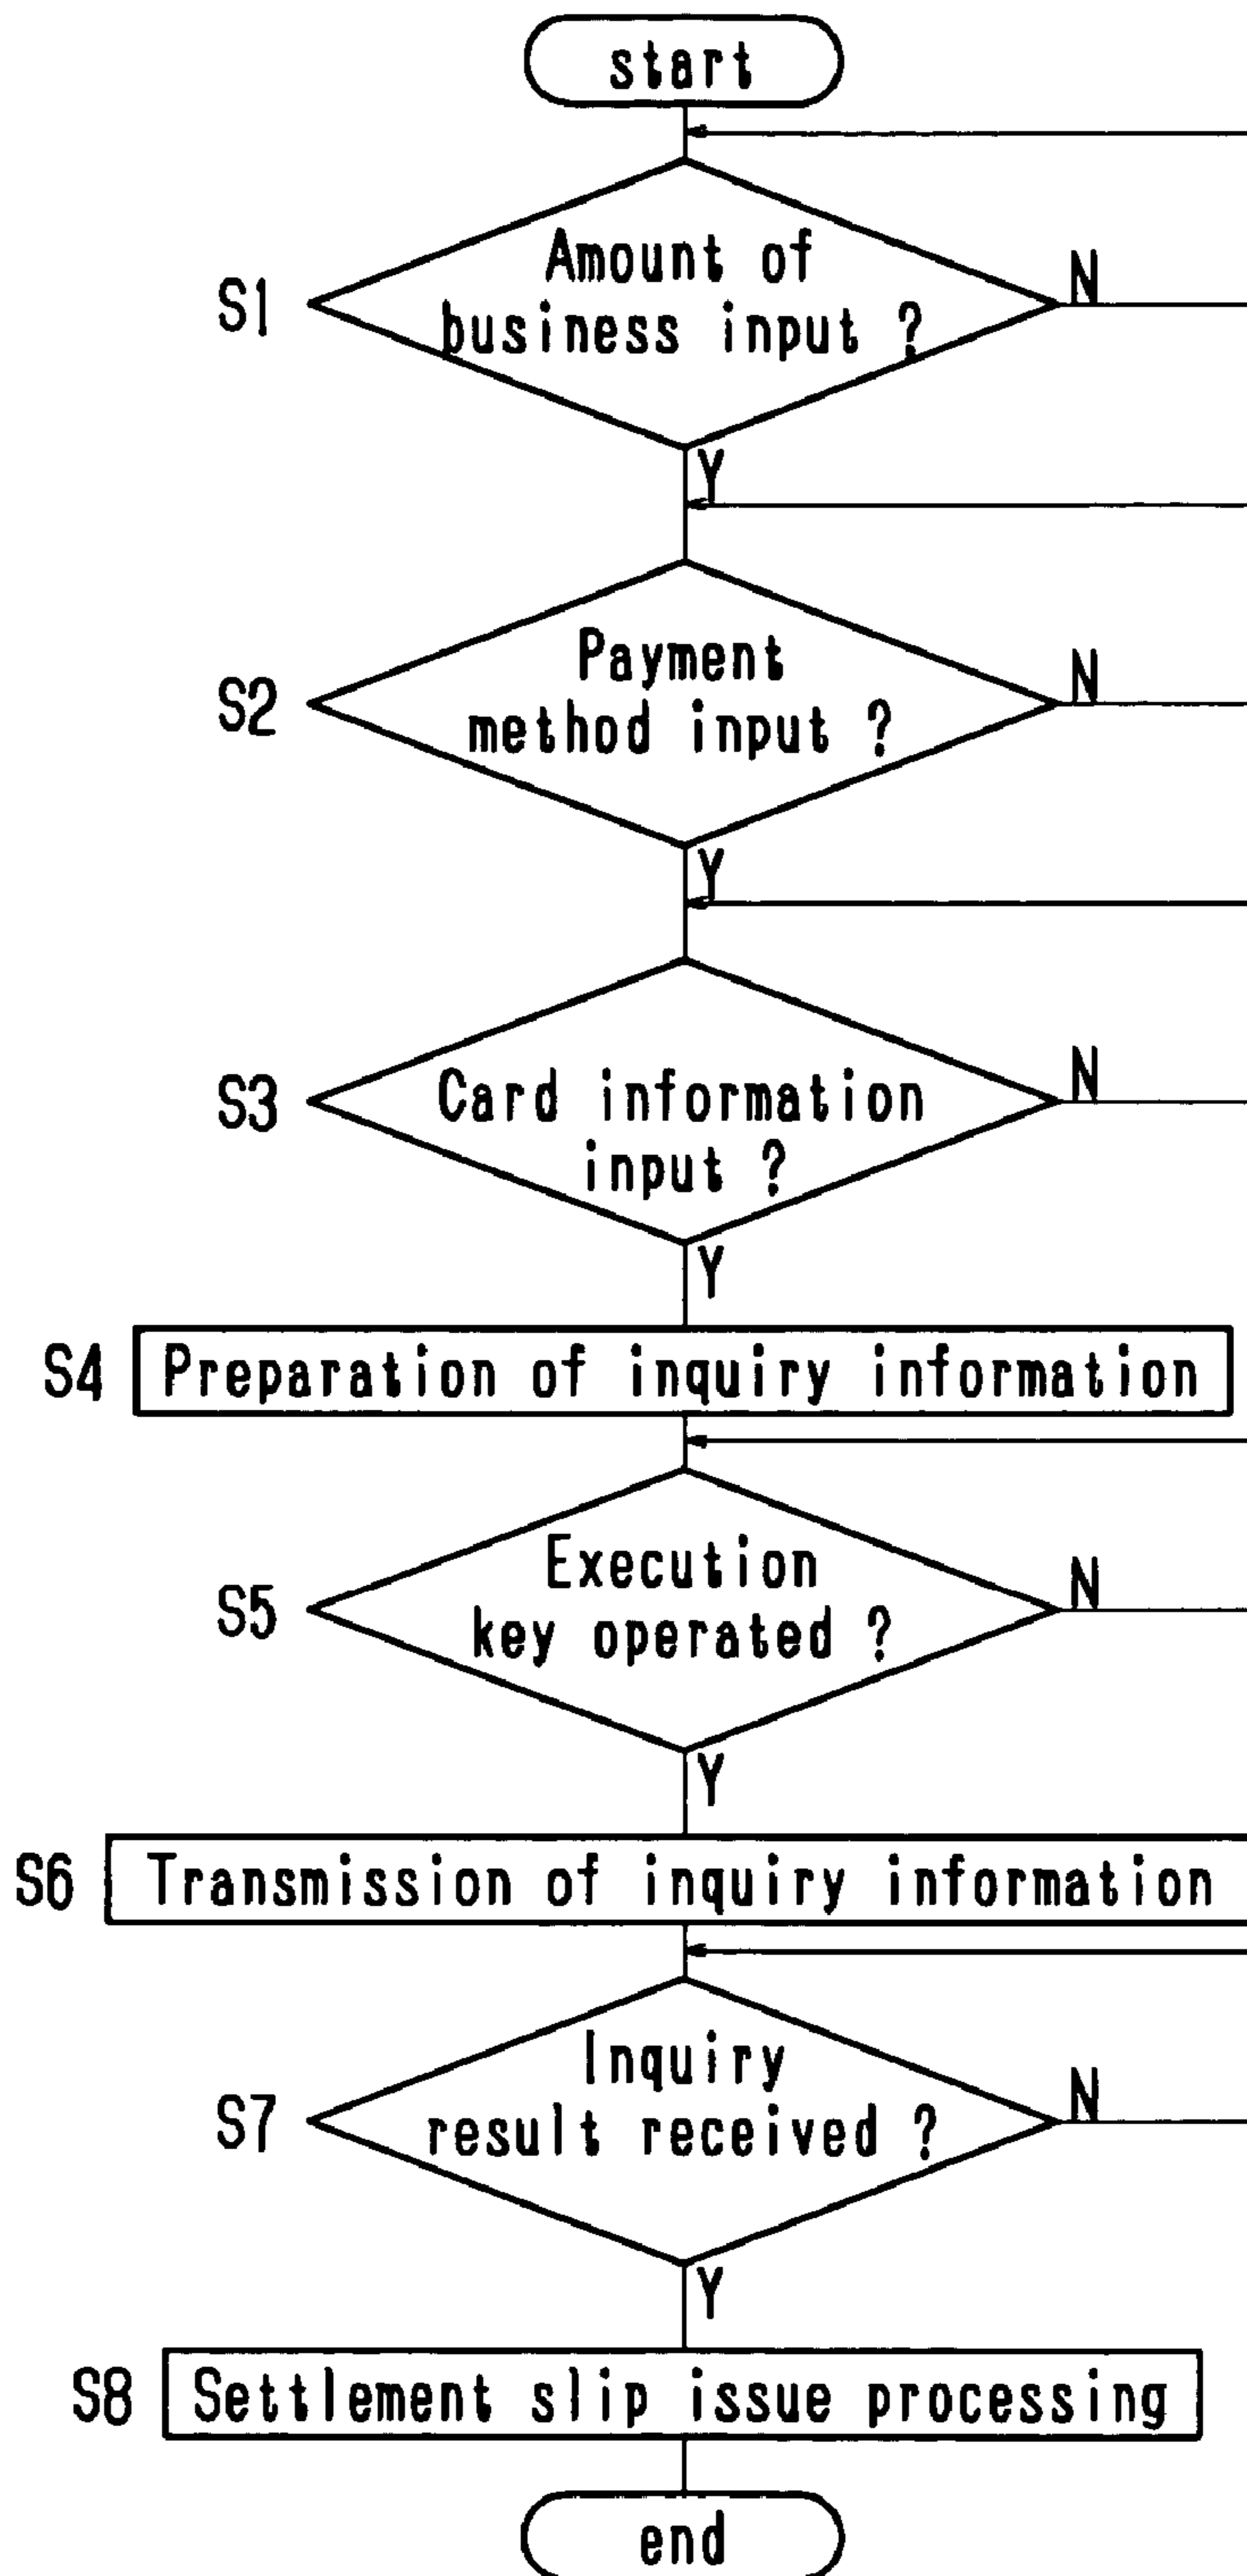 start
Amount of
S1
business input ?
N
Y
Payment
S2
method input ?
N
Y
S3
Card information
input ?
N
Y
S4
Preparation of inquiry information
Execution
S5
key operated ?
N
Y
S6
Transmission of inquiry information
Inquiry
S7
result received ?
N
Y
S8
Settlement slip issue processing
end